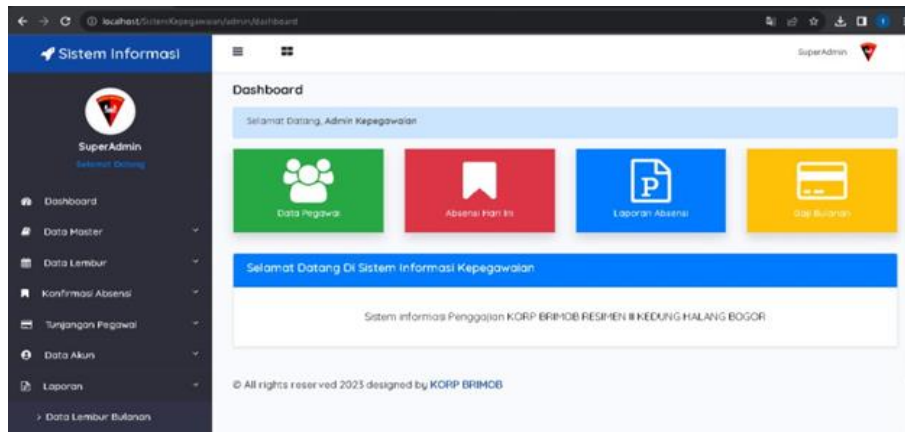 localhost/SistemKepegawaian/admin/dashboard
Sistem Informasi
SuperAdmin
SuperAdmin
Selamat Datang
Dashboard
Data Master
Data Lembur
Konfirmasi Absensi
Tunjangan Pegawai
Data Akun
Laporan
> Data Lembur Bulanan
Dashboard
Selamat Datang, Admin Kepegawaian
Data Pegawai
Absensi Hari Ini
P
Laporan Absensi
Gaji Bulanan
Selamat Datang Di Sistem Informasi Kepegawaian
Sistem informasi Penggajian KORP BRIMOB RESIMEN II KEDUNG HALANG BOGOR
© All rights reserved 2023 designed by KORP BRIMOB